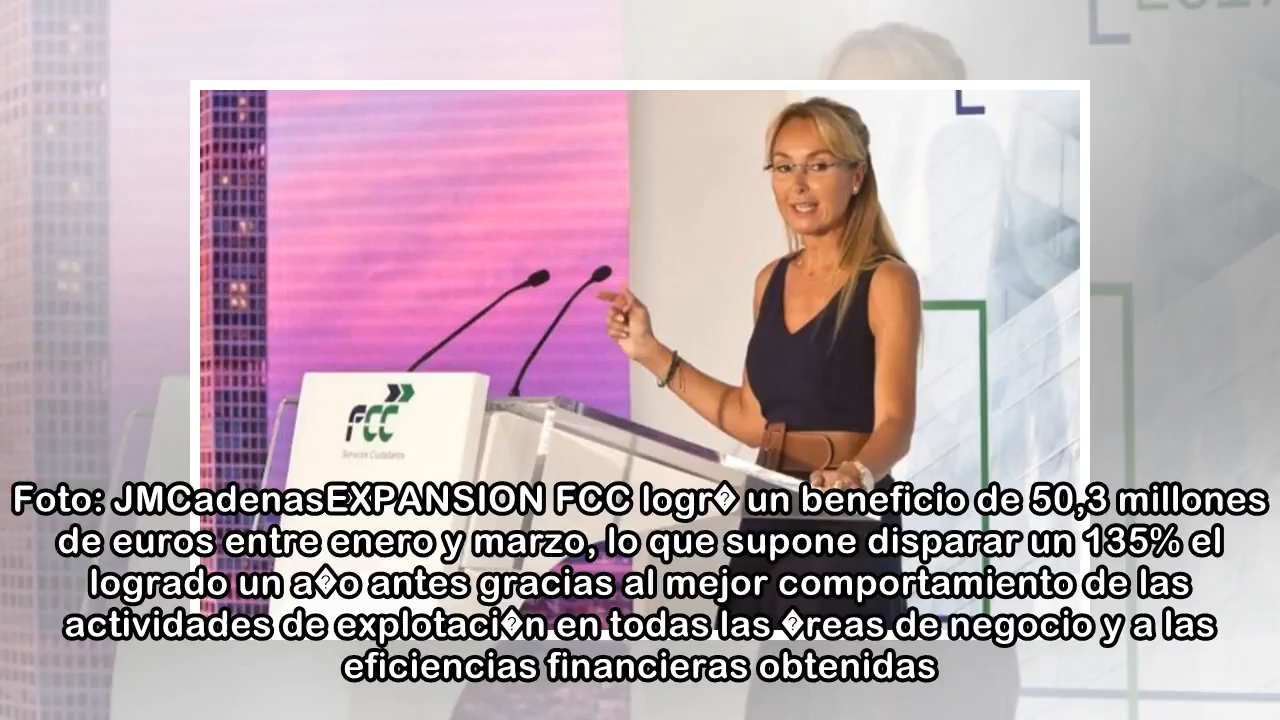 FCC
Servicios Ciudadanos
Foto: JMCadenasEXPANSION FCC logr� un beneficio de 50,3 millones
de euros entre enero y marzo, lo que supone disparar un 135% el
logrado un a�o antes gracias al mejor comportamiento de las
actividades de explotaci�n en todas las �reas de negocio y a las
eficiencias financieras obtenidas